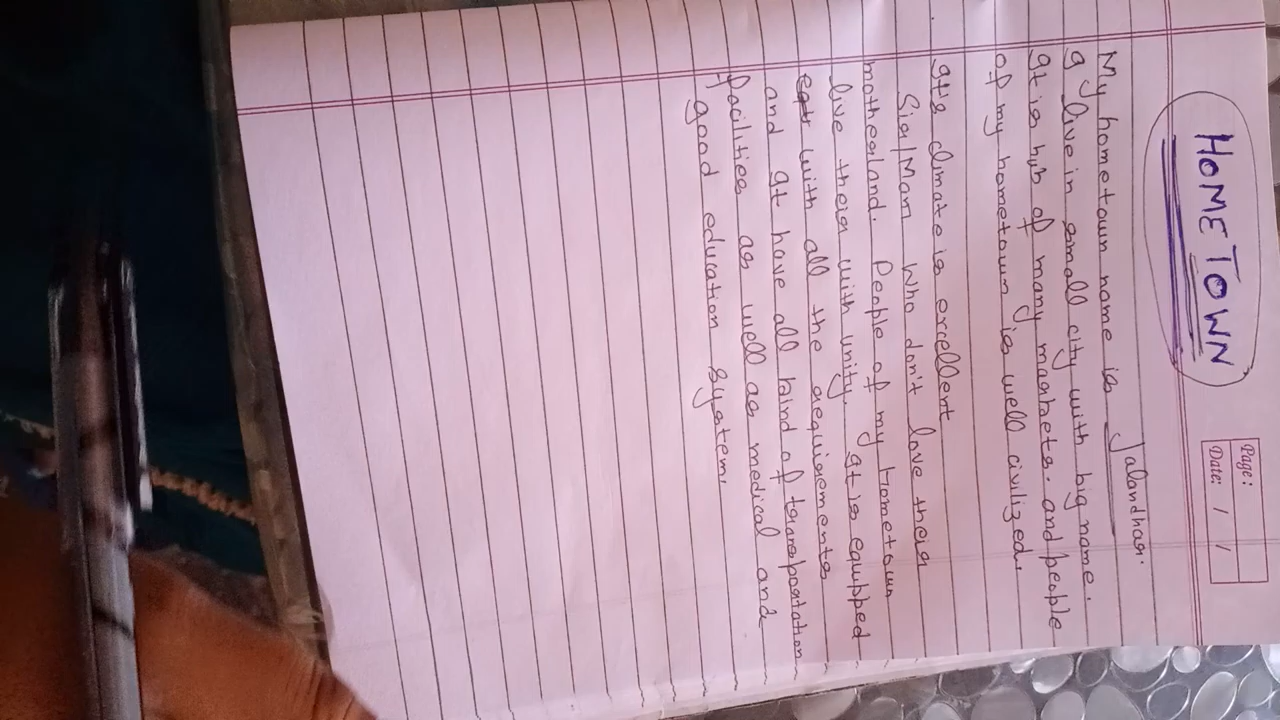 Page:
Date: / /
HOME TOWN
My hometown name is Jalandhar.
I live in small city with big name.
It is hub of many markets. and people
of my hometown is well civilized.
It's climate is excellent
Sir/Mam who don't love their
motherland. People of my hometown
live their with unity. It is equipped
with all the requirements
and It have all kind of transportation
facilities as well as medical and
good education system.